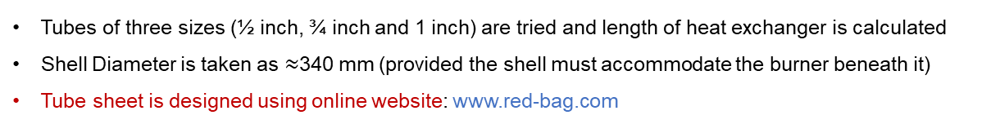 • Tubes of three sizes (½ inch, ¾ inch and 1 inch) are tried and length of heat exchanger is calculated
• Shell Diameter is taken as ≈340 mm (provided the shell must accommodate the burner beneath it)
• Tube sheet is designed using online website: www.red-bag.com